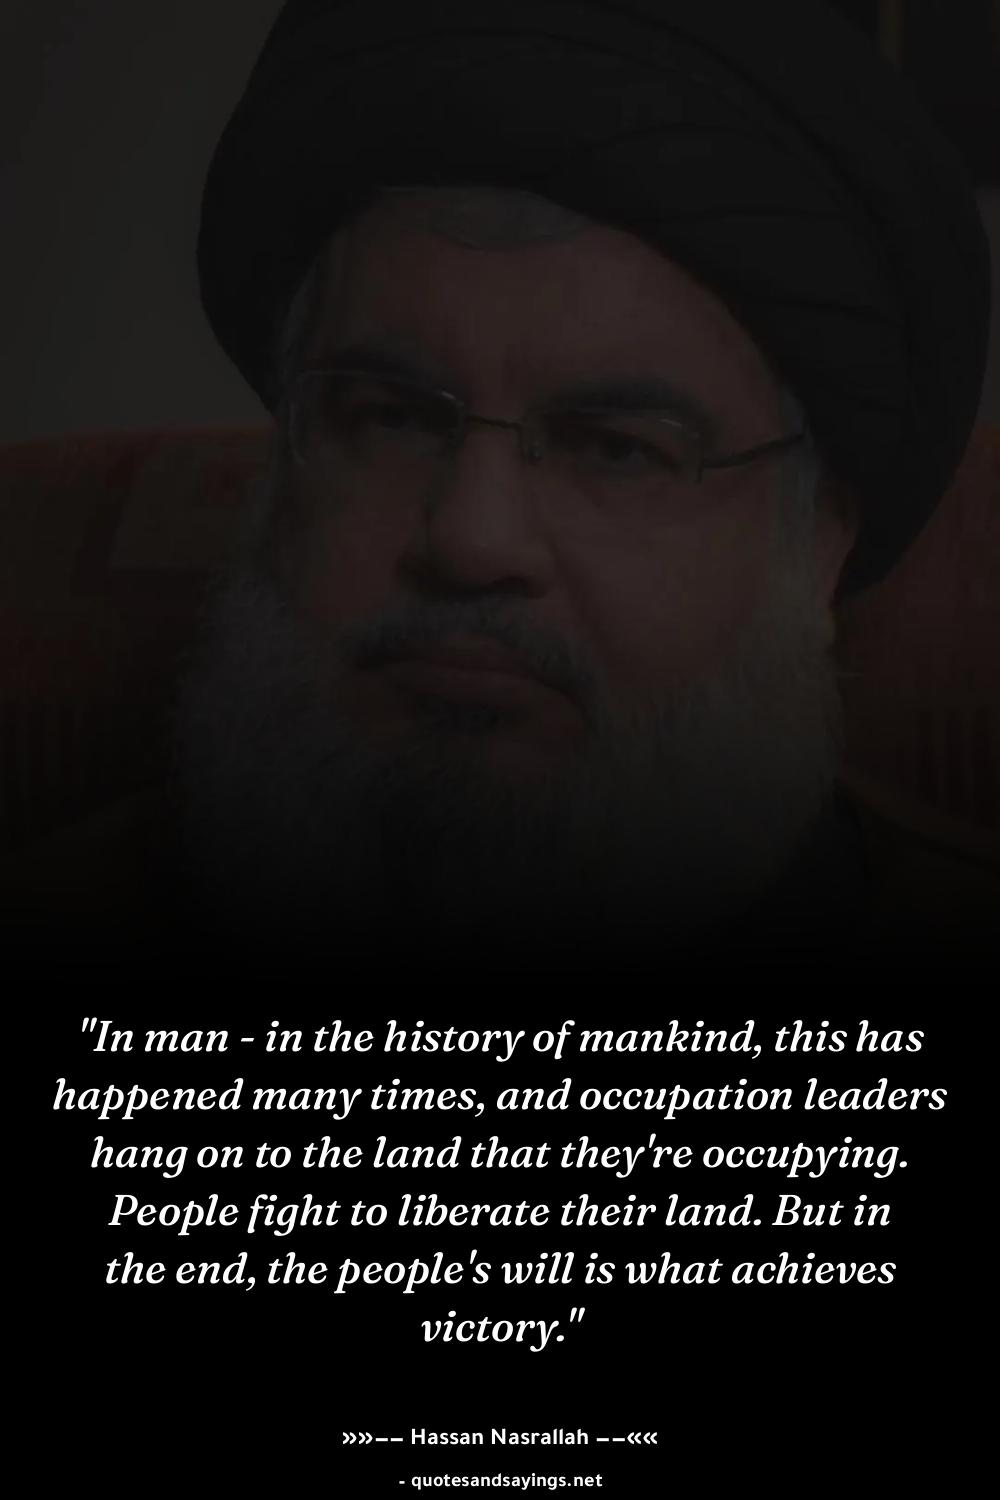 "In man - in the history of mankind, this has
happened many times, and occupation leaders
hang on to the land that they're occupying.
People fight to liberate their land. But in
the end, the people's will is what achieves
victory."
»»–– Hassan Nasrallah ––««
- quotesandsayings.net